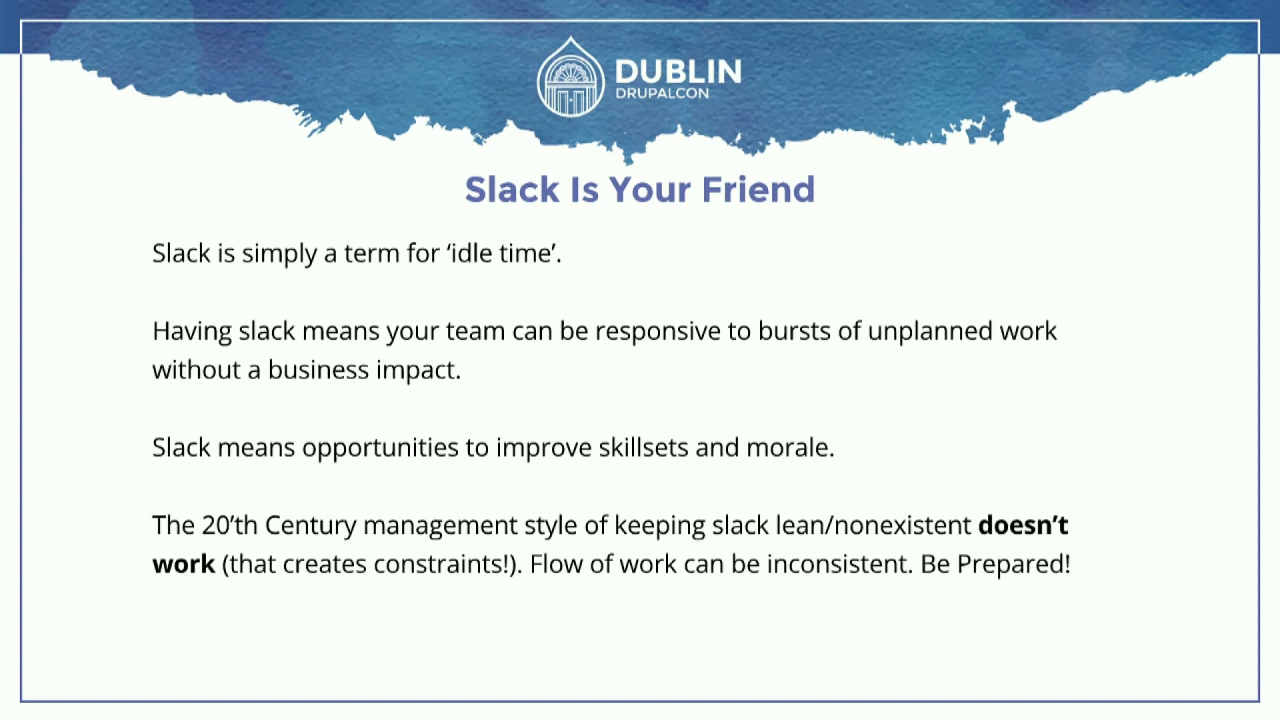 DUBLIN
DRUPALCON
Slack Is Your Friend
Slack is simply a term for ‘idle time’.
Having slack means your team can be responsive to bursts of unplanned work
without a business impact.
Slack means opportunities to improve skillsets and morale.
The 20’th Century management style of keeping slack lean/nonexistent doesn’t
work (that creates constraints!). Flow of work can be inconsistent. Be Prepared!